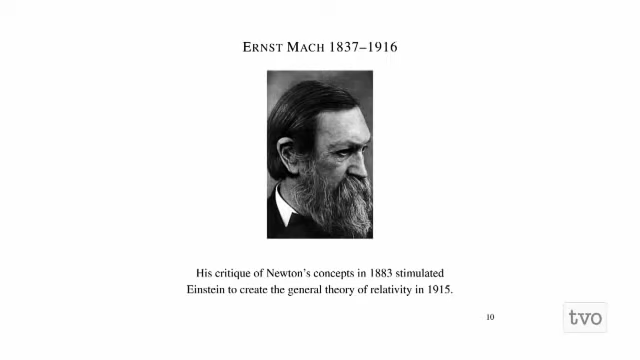 ERNST MACH 1837–1916
His critique of Newton's concepts in 1883 stimulated
Einstein to create the general theory of relativity in 1915.
10
tvo